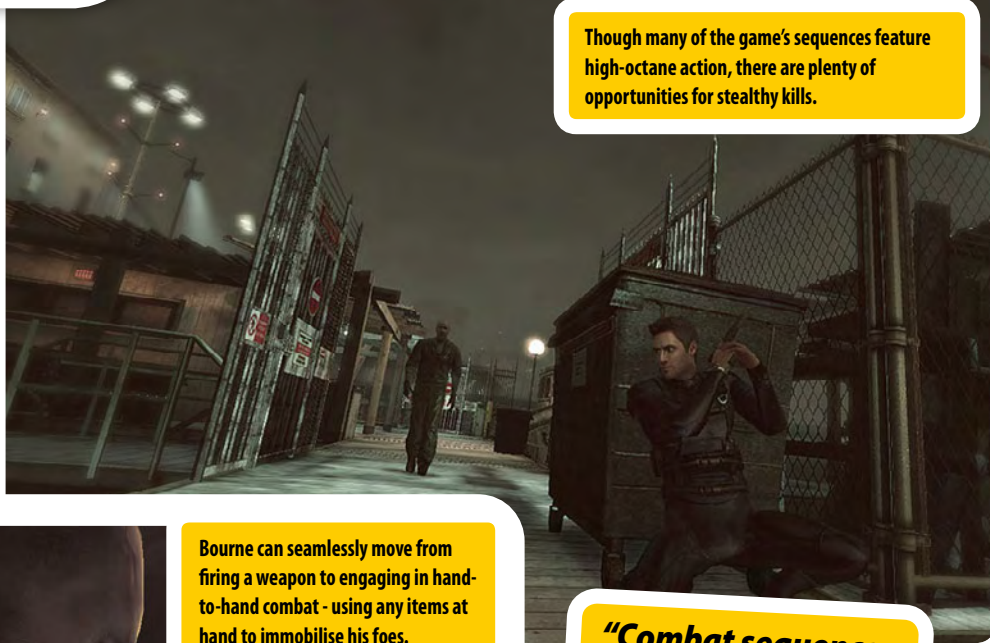 Though many of the game's sequences feature
high-octane action, there are plenty of
opportunities for stealthy kills.
Bourne can seamlessly move from
firing a weapon to engaging in hand-
to-hand combat - using any items at
hand to immobilise his foes.
"Combat